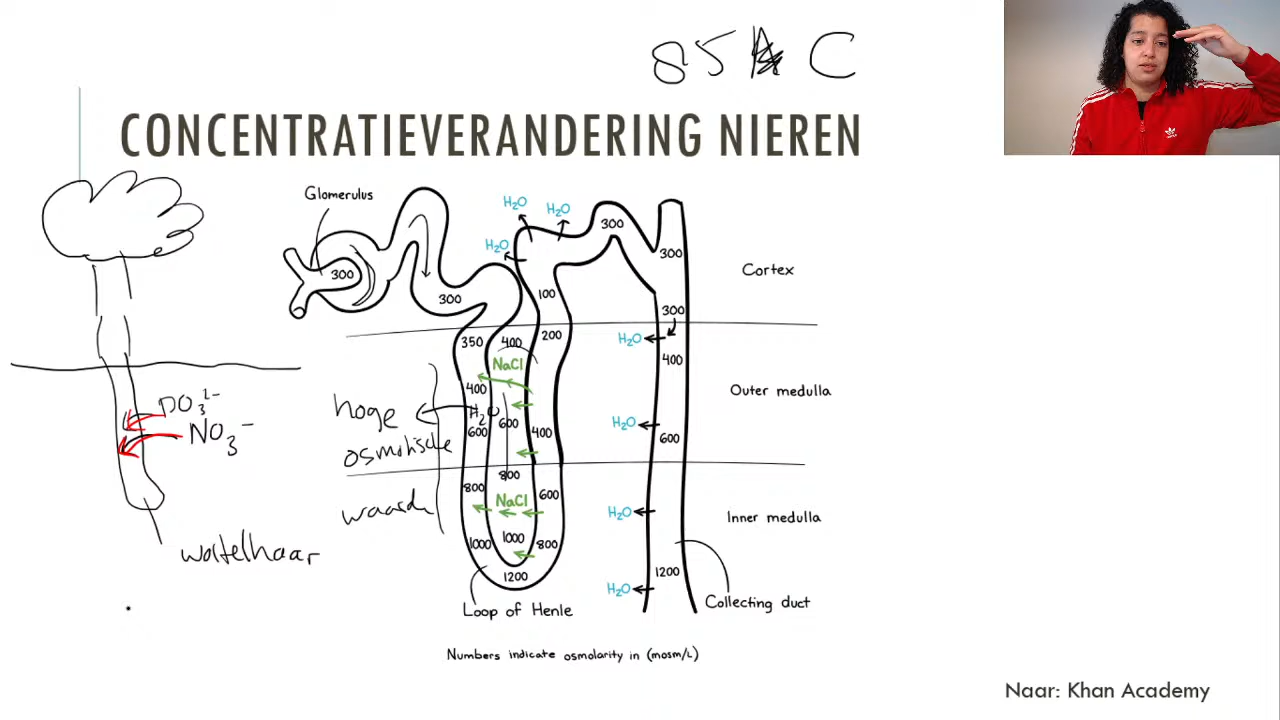 85 C
CONCENTRATIEVERANDERING NIEREN
Glomerulus
H₂O
H₂O
H₂O
300
300
300
300
100
300
Cortex
350
400
200
H₂O
400
NaCl
400
Outer medulla
PO₃²⁻
NO₃⁻
hoge
osmotische
waarde
H₂O
600
600
400
H₂O
600
800
800
NaCl
600
H₂O
Inner medulla
1000
1000
800
1200
1200
H₂O
wortelhaar
Loop of Henle
Collecting duct
Numbers indicate osmolarity in (mosm/L)
Naar: Khan Academy